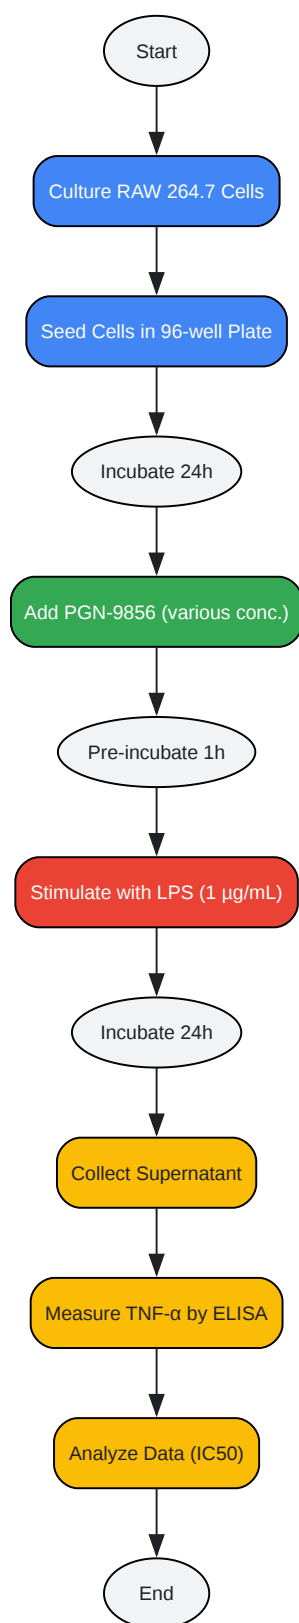 Start
Culture RAW 264.7 Cells
Seed Cells in 96-well Plate
Incubate 24h
Add PGN-9856 (various conc.)
Pre-incubate 1h
Stimulate with LPS (1 µg/mL)
Incubate 24h
Collect Supernatant
Measure TNF-α by ELISA
Analyze Data (IC50)
End